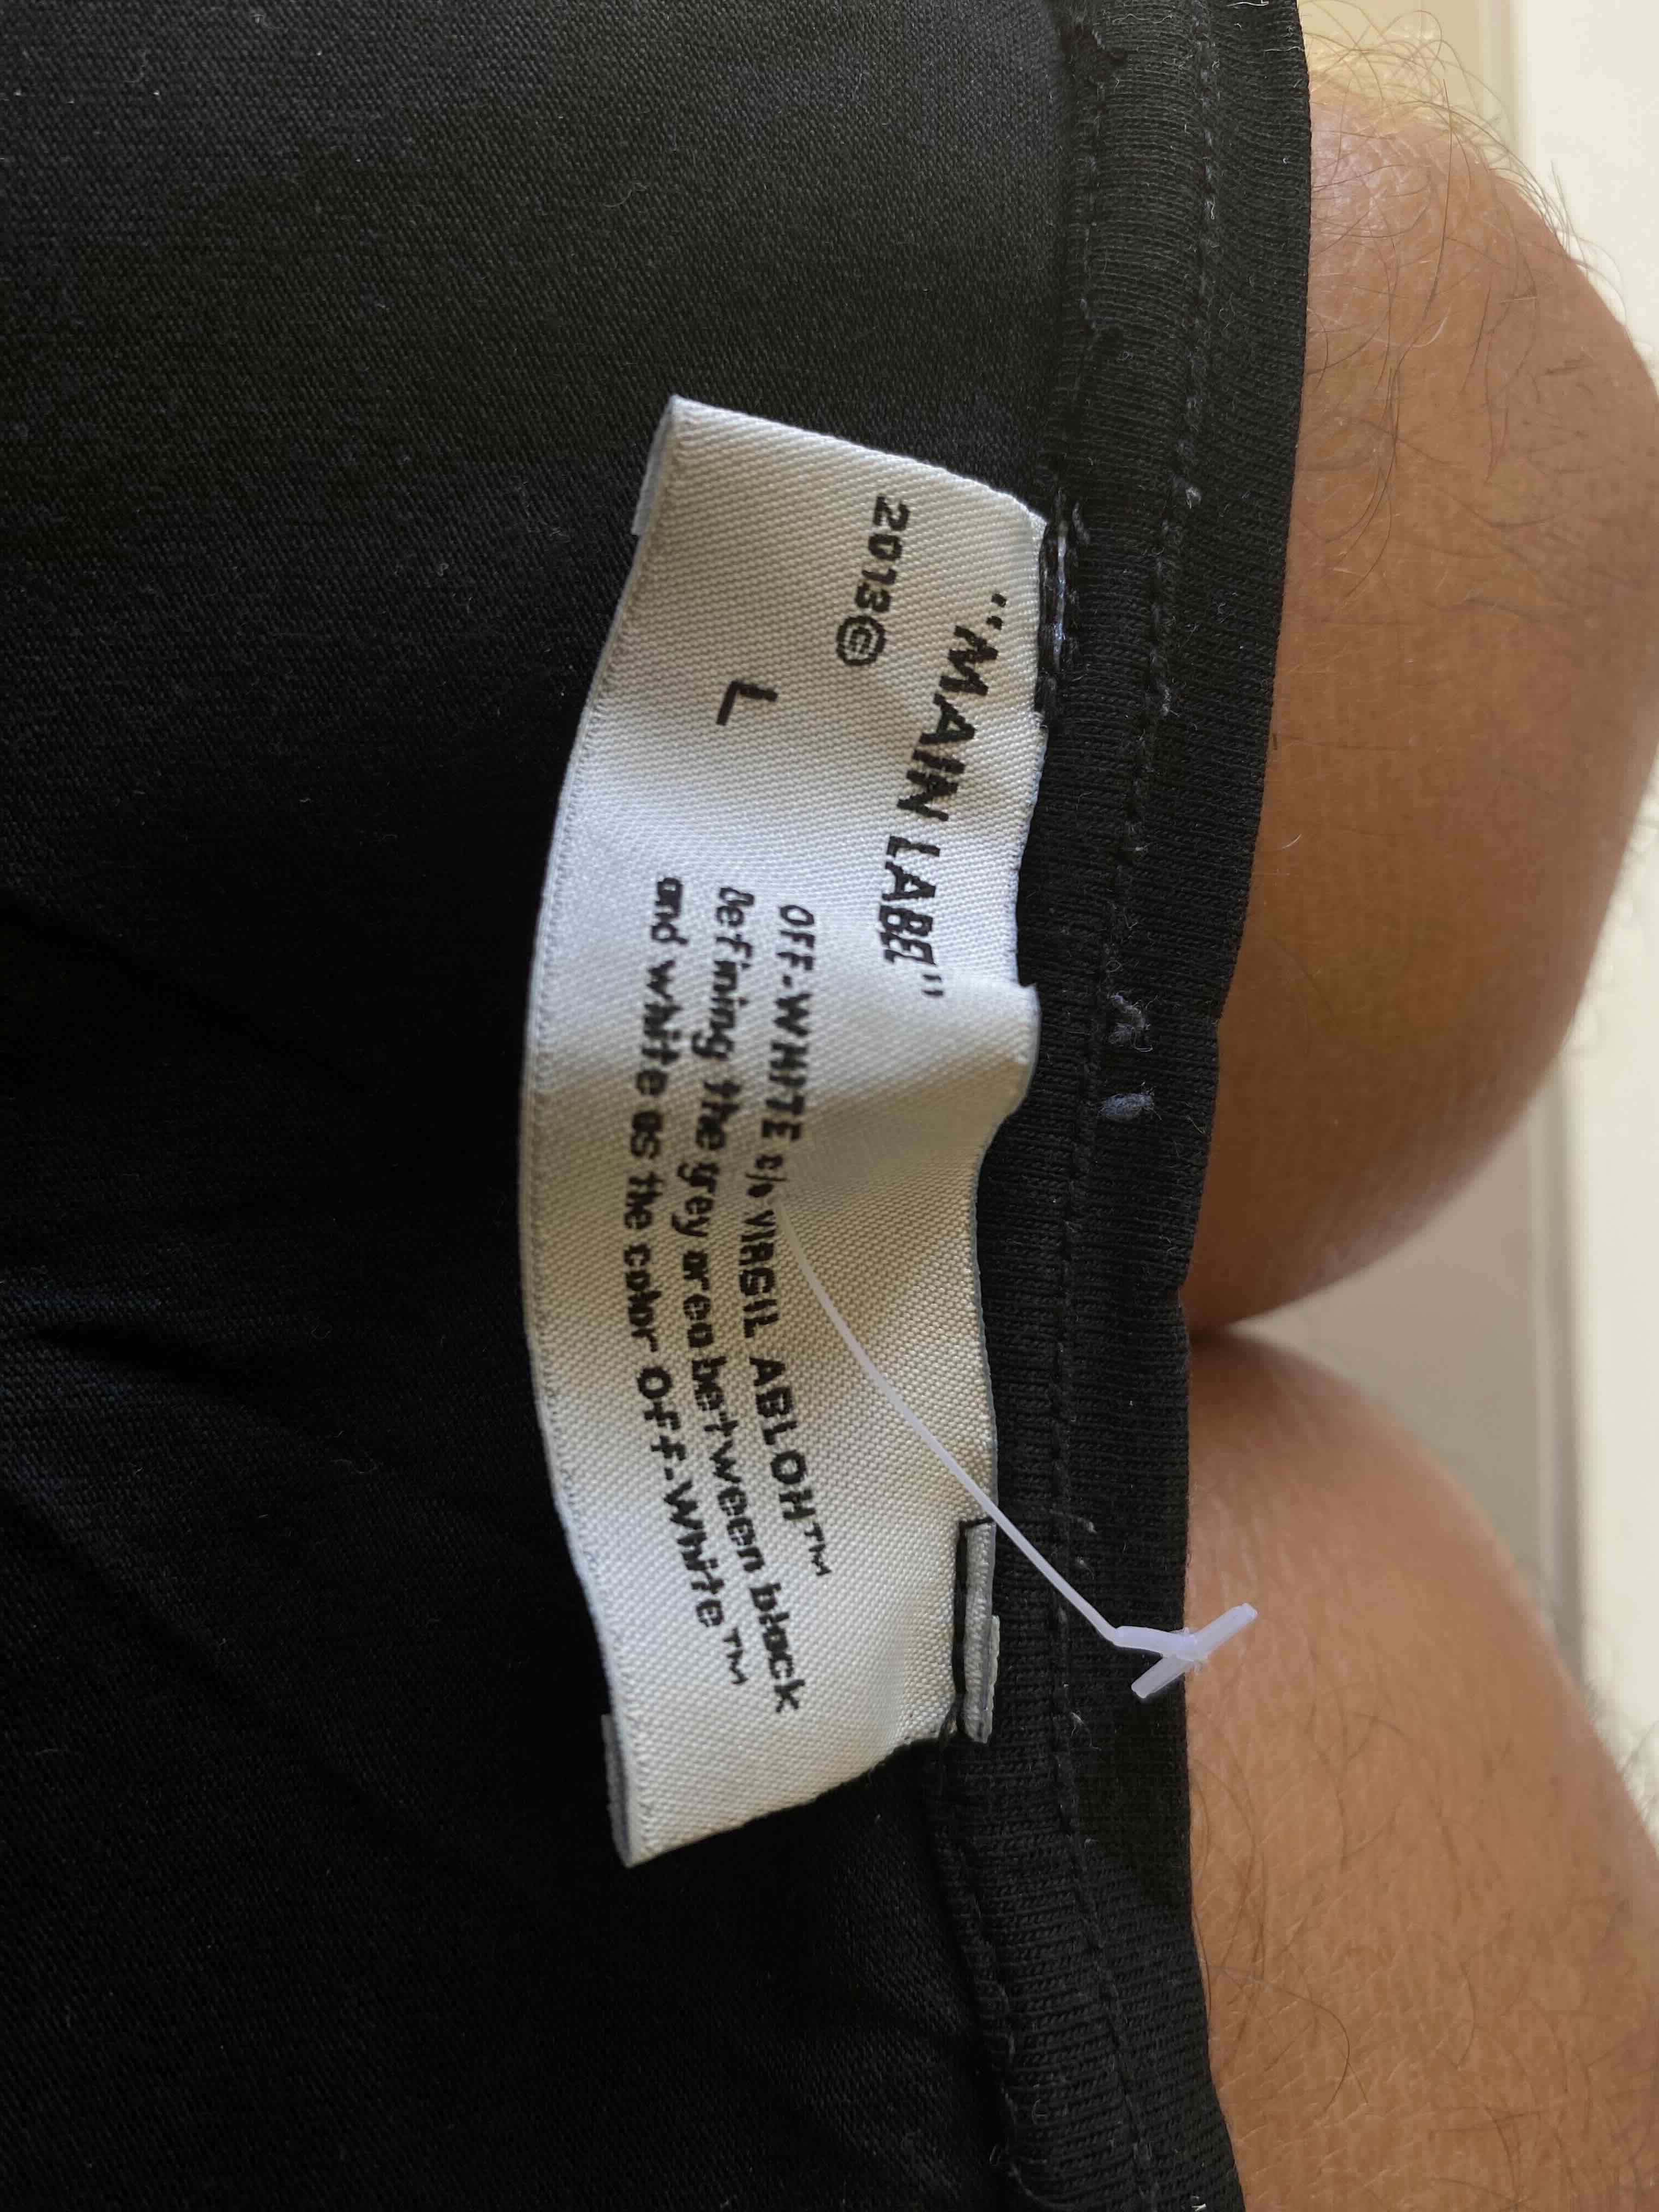 "MAIN LABEL"
2013©
L
OFF-WHITE c/o VIRGIL ABLOH™
Defining the grey area between black
and white as the color Off-White™